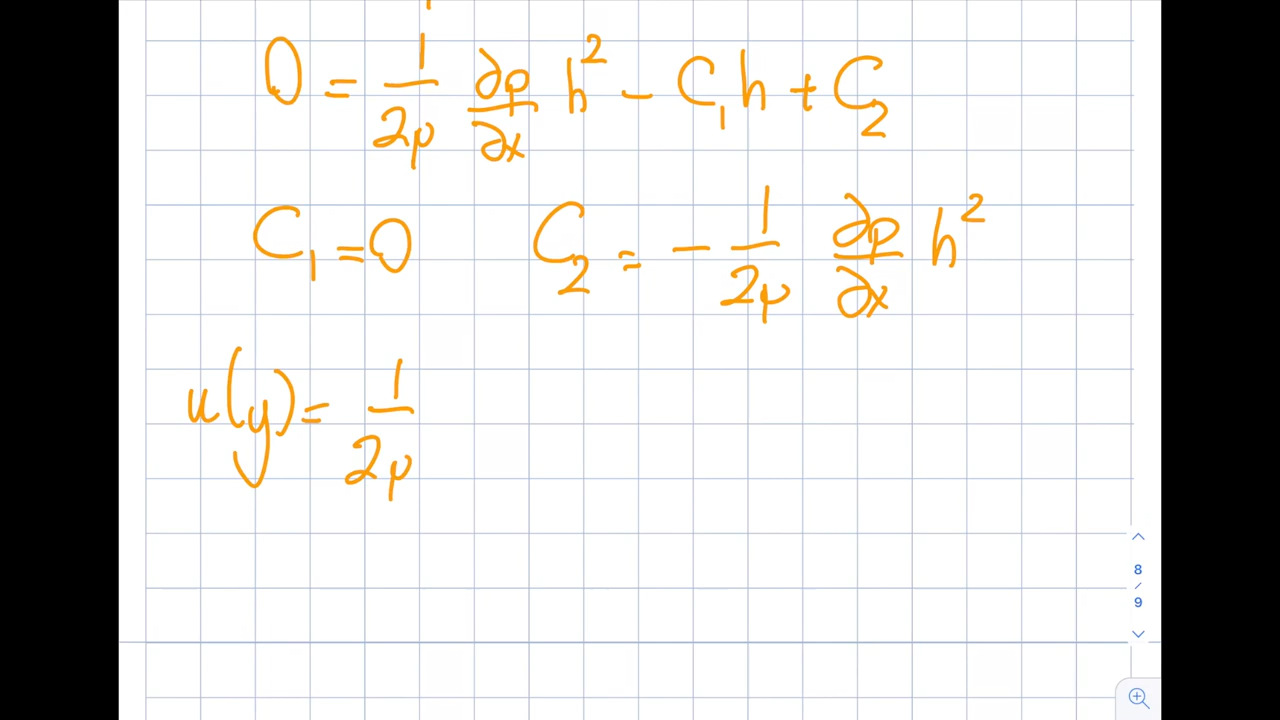 0 = 1/2μ ∂p/∂x h² - C₁h + C₂
C₁ = 0 C₂ = - 1/2μ ∂p/∂x h²
u(y) = 1/2μ
8
/
9